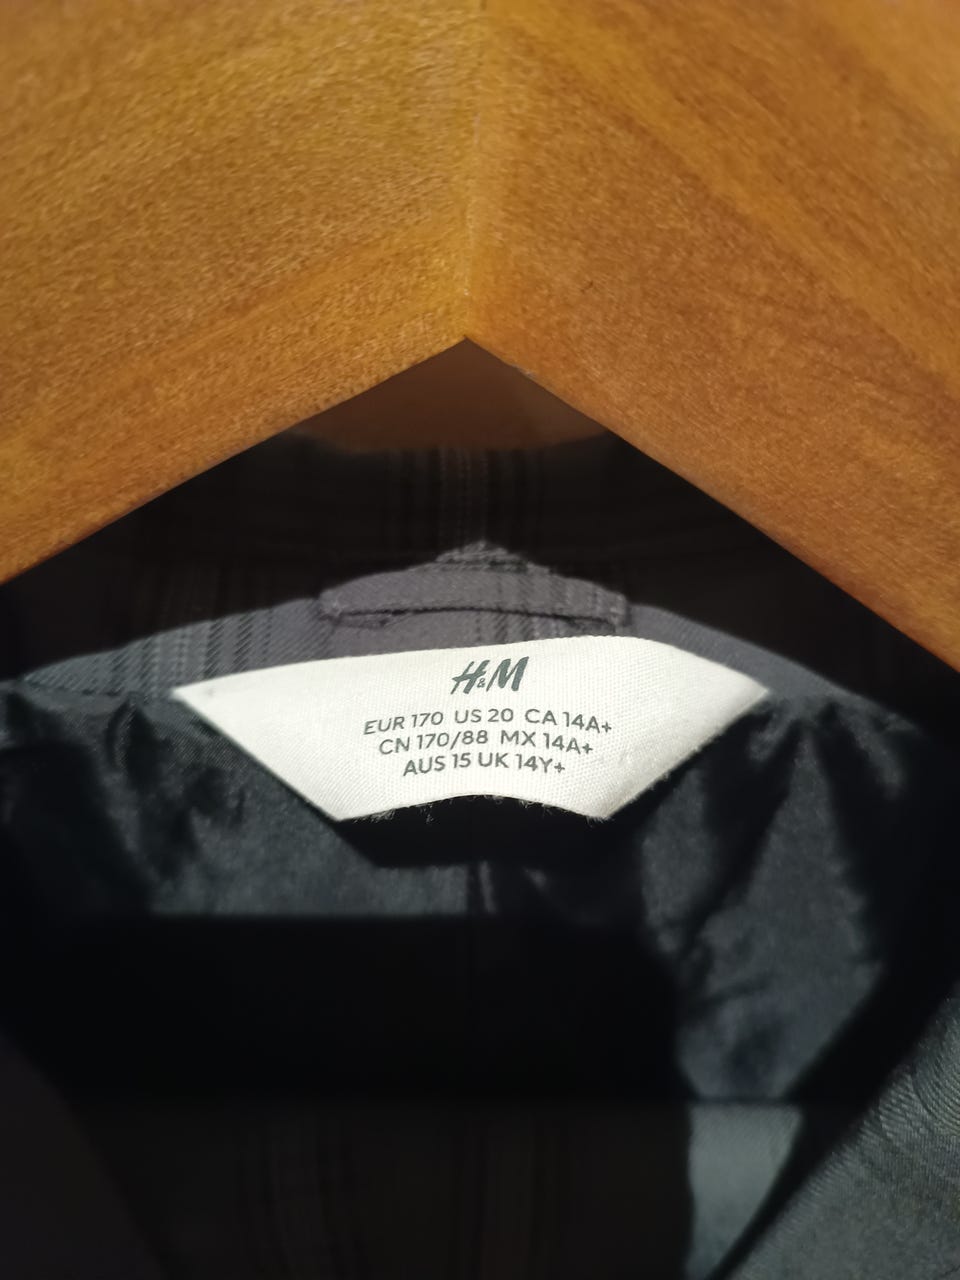 H&M
EUR 170 US 20 CA 14A+
CN 170/88 MX 14A+
AUS 15 UK 14Y+